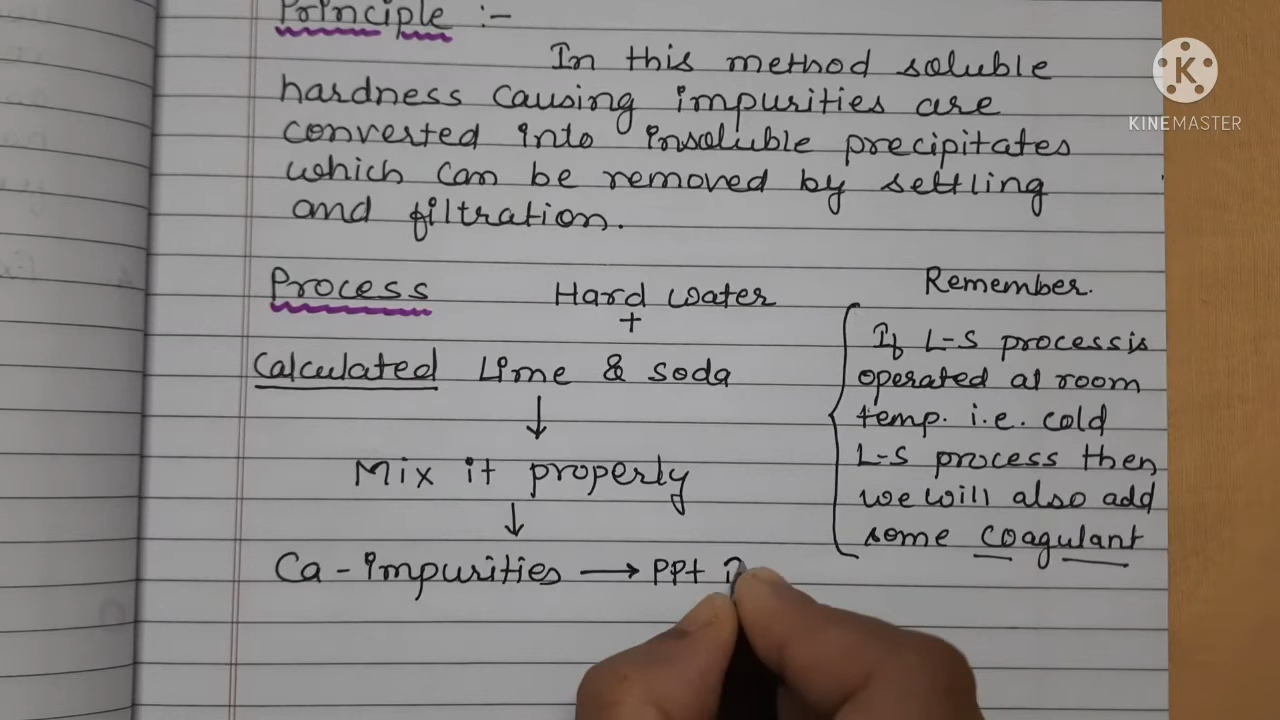 Principle :-
In this method soluble
hardness causing impurities are
converted into insoluble precipitates
which can be removed by settling
and filtration.
Process Hard water
+
Calculated Lime & soda
↓
Mix it properly
↓
Ca-impurities → PPt
Remember.
If L-S process is
operated at room
temp. i.e. cold
L-S process then
we will also add
some coagulant
K
KINEMASTER